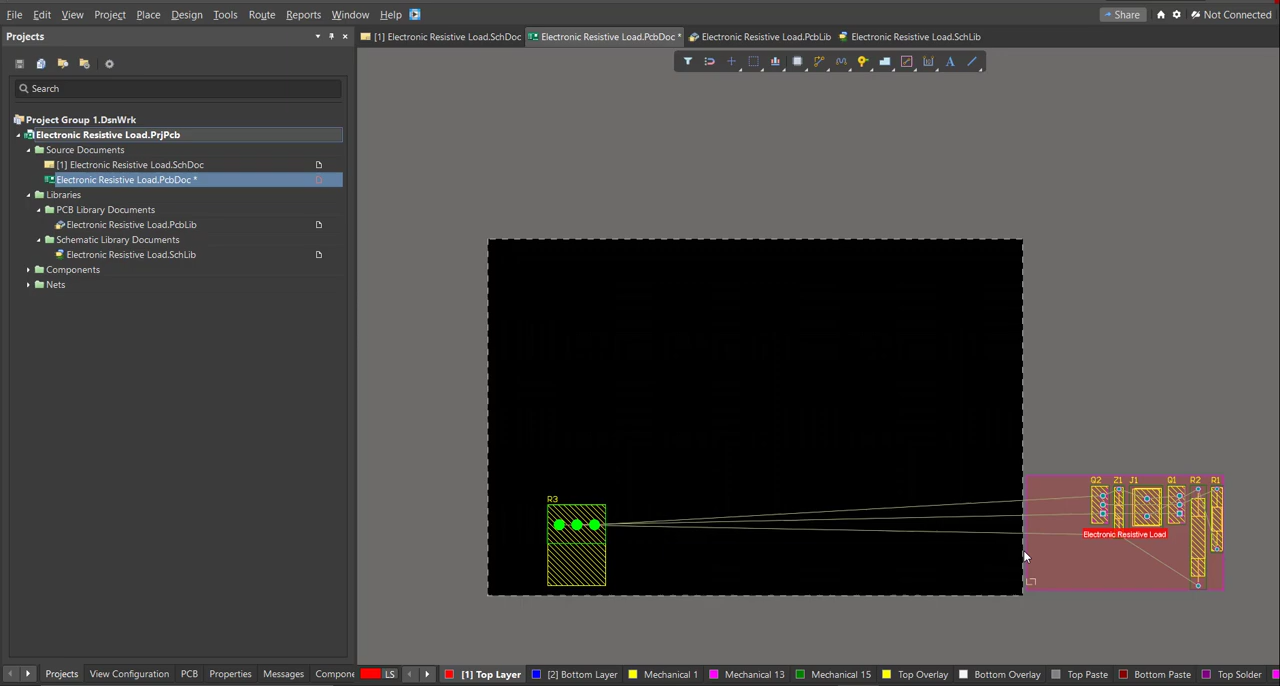 File Edit View Project Place Design Tools Route Reports Window Help Share Not Connected
Projects
[1] Electronic Resistive Load.SchDoc Electronic Resistive Load.PcbDoc * Electronic Resistive Load.PcbLib Electronic Resistive Load.SchLib
Search
Project Group 1.DsnWrk
Electronic Resistive Load.PrjPcb
Source Documents
[1] Electronic Resistive Load.SchDoc
Electronic Resistive Load.PcbDoc *
Libraries
PCB Library Documents
Electronic Resistive Load.PcbLib
Schematic Library Documents
Electronic Resistive Load.SchLib
Components
Nets
Q2 Z1 J1 Q1 R2 R1
R3
Electronic Resistive Load
Projects View Configuration PCB Properties Messages Compone LS [1] Top Layer [2] Bottom Layer Mechanical 1 Mechanical 13 Mechanical 15 Top Overlay Bottom Overlay Top Paste Bottom Paste Top Solder